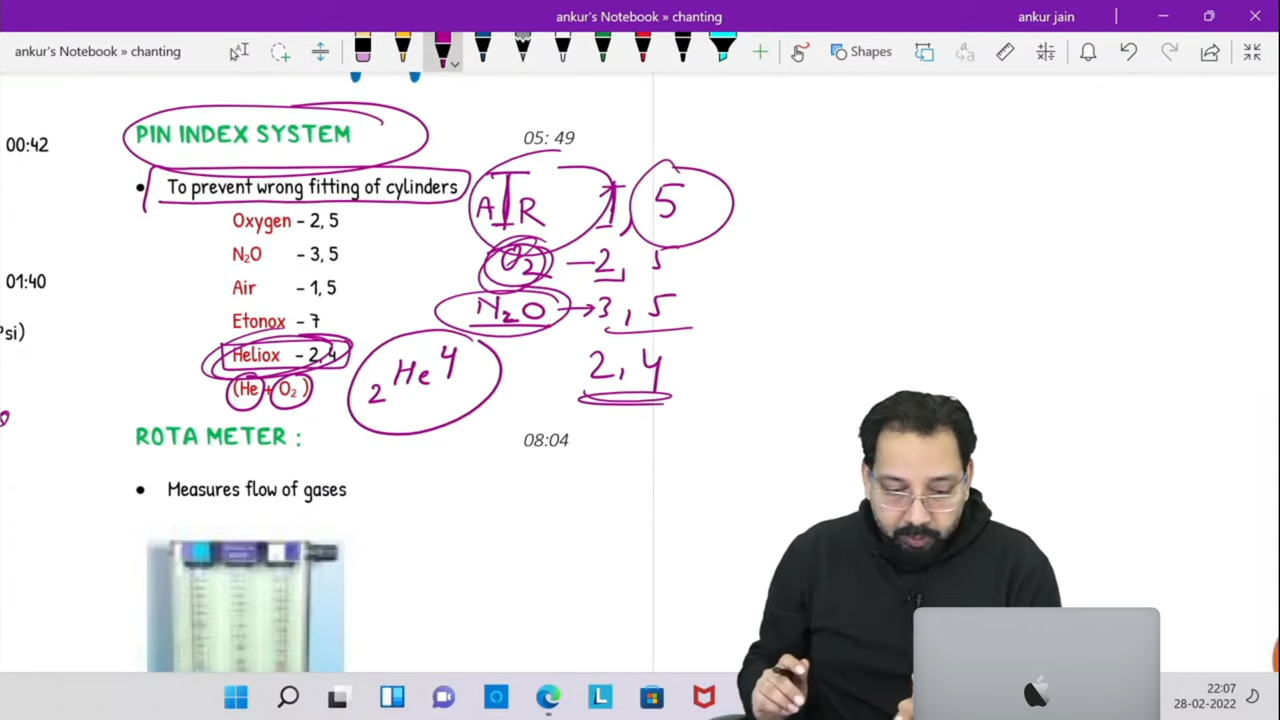 ankur's Notebook » chanting
ankur jain
ankur's Notebook » chanting
Shapes
00:42
PIN INDEX SYSTEM
05: 49
• To prevent wrong fitting of cylinders
Oxygen - 2, 5
N₂O - 3, 5
Air - 1, 5
Etonox - 7
Heliox - 2, 4
(He + O₂ )
AIR 1, 5
O₂ - 2, 5
N₂O → 3, 5
₂He⁴
2, 4
01:40
Psi)
ROTA METER :
08:04
• Measures flow of gases
22:07
28-02-2022